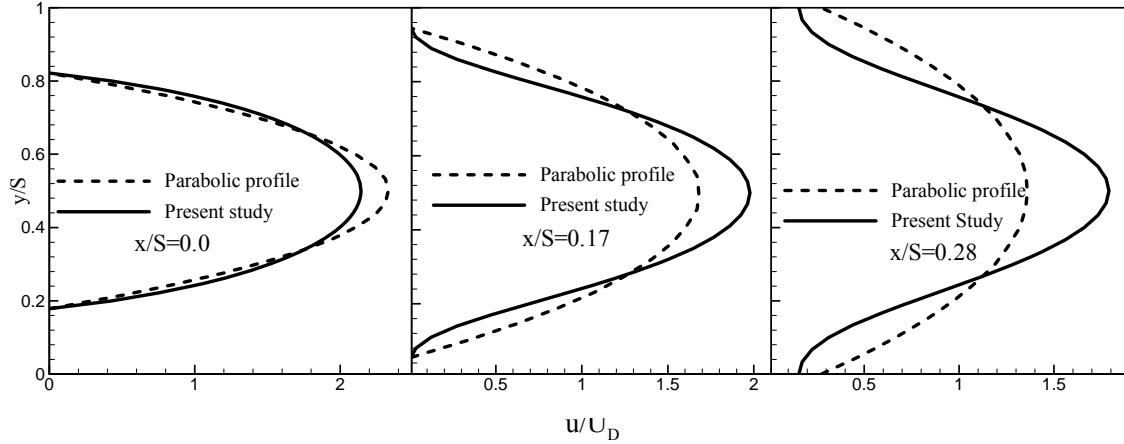 1
0.8
0.6
0.4
0.2
0
y/S
Parabolic profile
Present study
x/S=0.0
0 1 2
Parabolic profile
Present study
x/S=0.17
0.5 1 1.5 2
Parabolic profile
Present Study
x/S=0.28
0.5 1 1.5
u/U_D